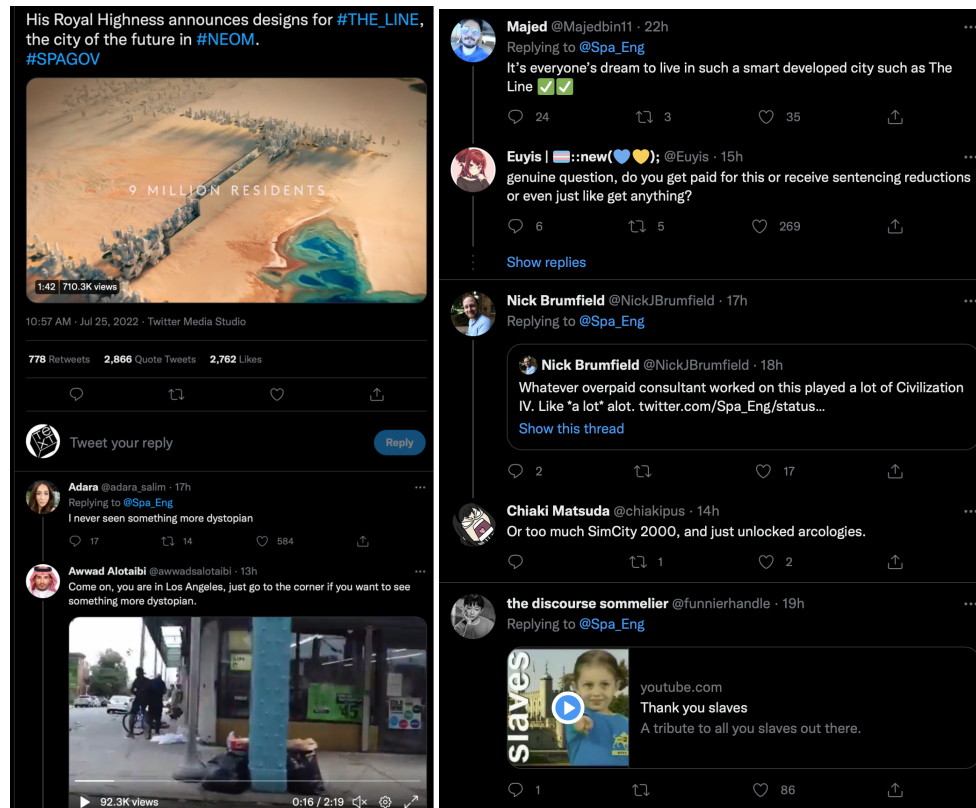 His Royal Highness announces designs for #THE_LINE,
the city of the future in #NEOM.
#SPAGOV
9 MILLION RESIDENTS
1:42 710.3K views
10:57 AM · Jul 25, 2022 · Twitter Media Studio
778 Retweets 2,866 Quote Tweets 2,762 Likes
Tweet your reply
Reply
Adara @adara_salim · 17h
Replying to @Spa_Eng
I never seen something more dystopian
17 14 584
Awwad Alotaibi @awwadsalotaibi · 13h
Come on, you are in Los Angeles, just go to the corner if you want to see
something more dystopian.
92.3K views 0:16 / 2:19
Majed @Majedbin11 · 22h
Replying to @Spa_Eng
It's everyone's dream to live in such a smart developed city such as The
Line ✅✅
24 3 35
Euyis | 🏳️‍⚧️::new(💙💛); @Euyis · 15h
genuine question, do you get paid for this or receive sentencing reductions
or even just like get anything?
6 5 269
Show replies
Nick Brumfield @NickJBrumfield · 17h
Replying to @Spa_Eng
Nick Brumfield @NickJBrumfield · 18h
Whatever overpaid consultant worked on this played a lot of Civilization
IV. Like *a lot* alot. twitter.com/Spa_Eng/status…
Show this thread
2 17
Chiaki Matsuda @chiakipus · 14h
Or too much SimCity 2000, and just unlocked arcologies.
1 2
the discourse sommelier @funnierhandle · 19h
Replying to @Spa_Eng
slaves
youtube.com
Thank you slaves
A tribute to all you slaves out there.
1 86